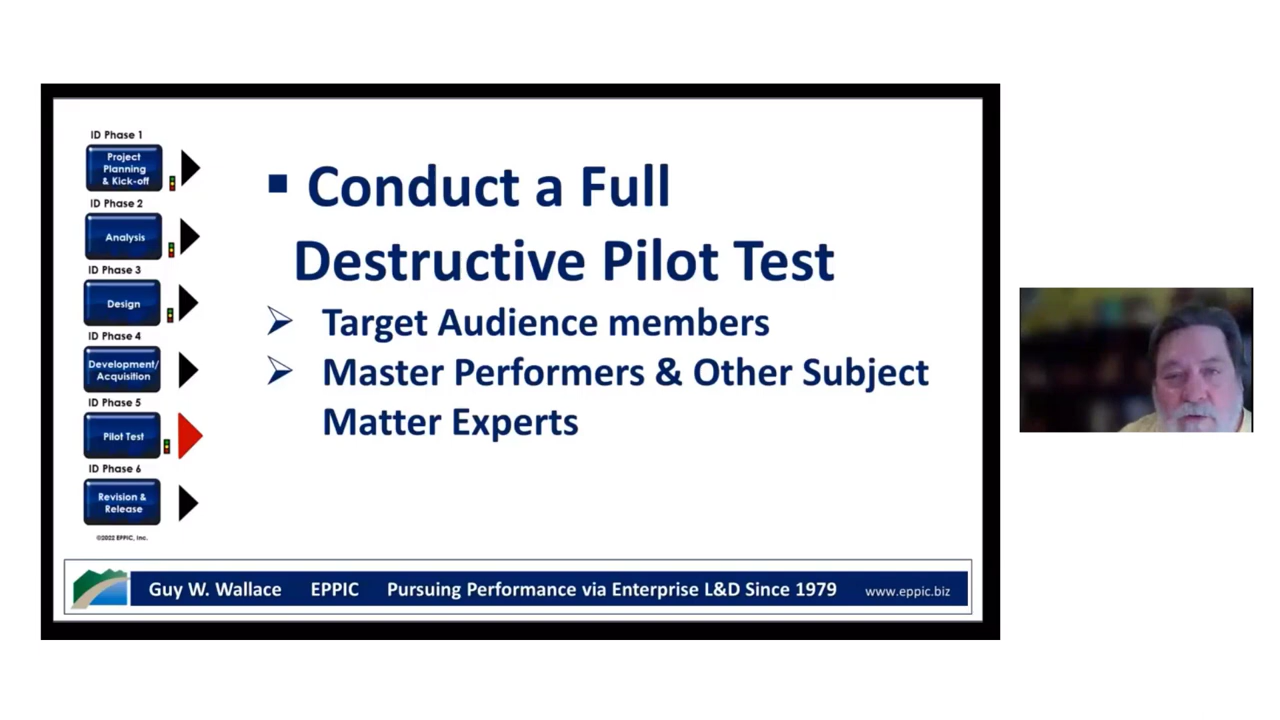 ID Phase 1
Project
Planning
& Kick-off
ID Phase 2
Analysis
ID Phase 3
Design
ID Phase 4
Development/
Acquisition
ID Phase 5
Pilot Test
ID Phase 6
Revision &
Release
©2022 EPPIC, Inc.
Conduct a Full
Destructive Pilot Test
Target Audience members
Master Performers & Other Subject
Matter Experts
Guy W. Wallace EPPIC Pursuing Performance via Enterprise L&D Since 1979 www.eppic.biz